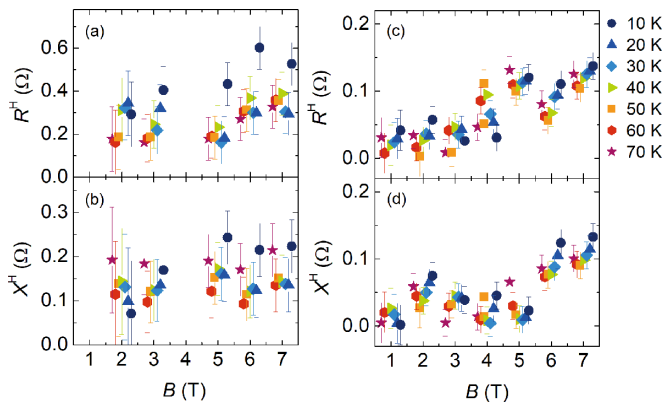 (a)
R^H (Ω)
0.6
0.4
0.2
0.0
(b)
X^H (Ω)
0.3
0.2
0.1
0.0
1 2 3 4 5 6 7
B (T)
(c)
R^H (Ω)
0.2
0.1
0.0
(d)
X^H (Ω)
0.2
0.1
0.0
1 2 3 4 5 6 7
B (T)
10 K
20 K
30 K
40 K
50 K
60 K
70 K